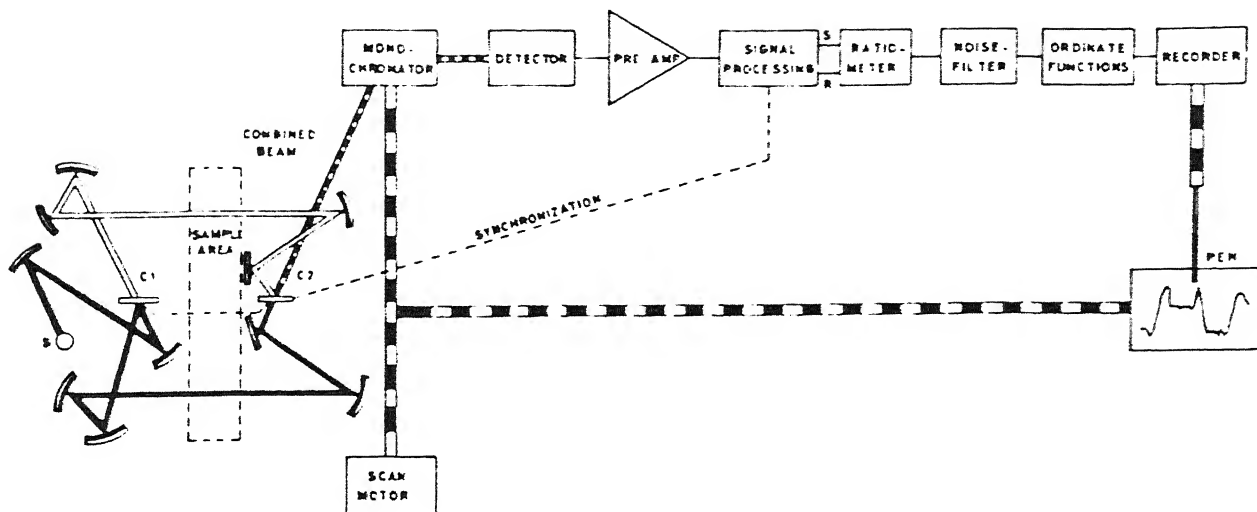 MONO-
CHROMATOR
DETECTOR
PRE AMP
SIGNAL
PROCESSING
S
R
RATIO-
METER
NOISE-
FILTER
ORDINATE
FUNCTIONS
RECORDER
COMBINED
BEAM
SAMPLE
AREA
SYNCHRONIZATION
C1
C2
S
PEN
SCAN
MOTOR